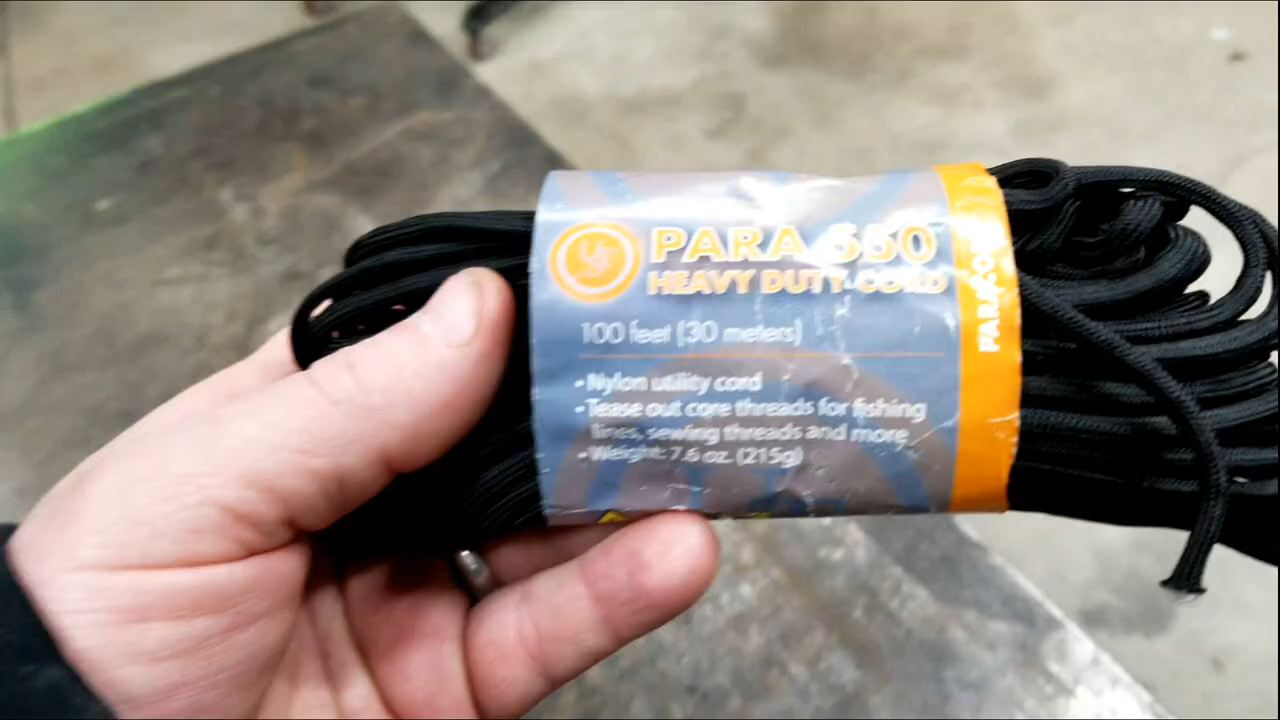 PARA 550
HEAVY DUTY CORD
100 feet (30 meters)
• Nylon utility cord
• Tease out core threads for fishing
lines, sewing threads and more
• Weight: 7.6 oz. (215g)